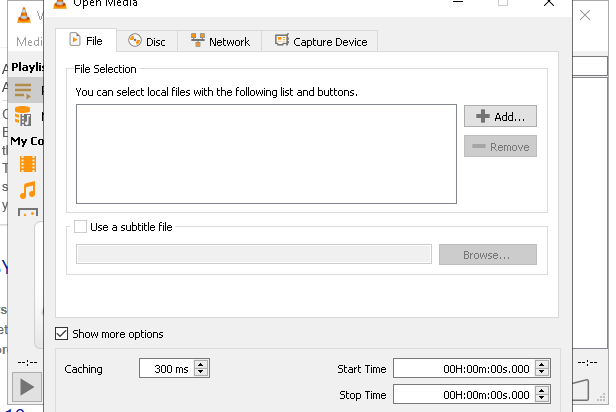 Open Media
Medi
File
Disc
Network
Capture Device
Playlis
File Selection
You can select local files with the following list and buttons.
Add...
Remove
My Co
Use a subtitle file
Browse...
Show more options
--:--
--:--
Caching
300 ms
Start Time
00H:00m:00s.000
Stop Time
00H:00m:00s.000